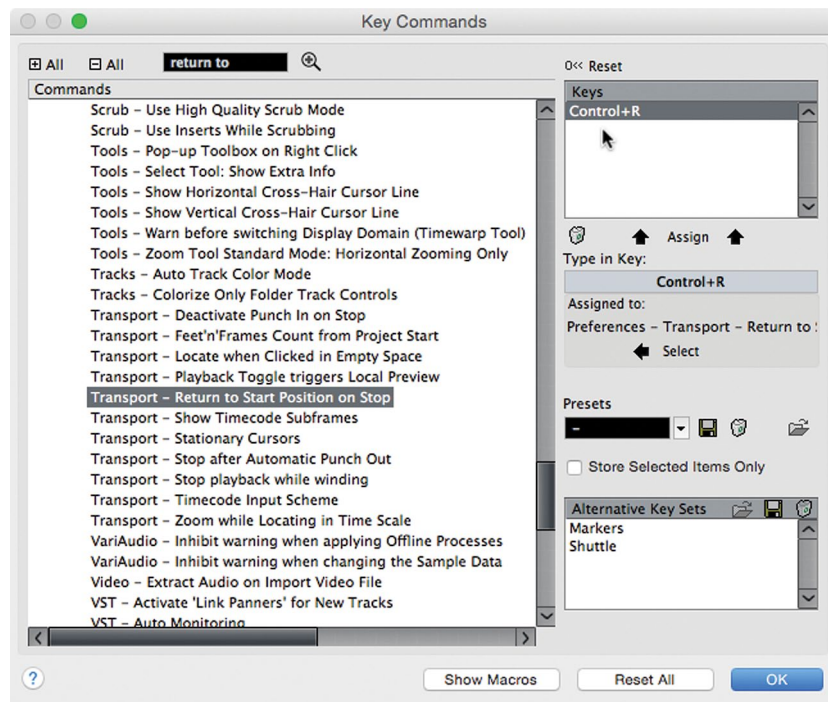 Key Commands
All
All
return to
0<< Reset
Commands
Keys
Scrub – Use High Quality Scrub Mode
Scrub – Use Inserts While Scrubbing
Tools – Pop-up Toolbox on Right Click
Tools – Select Tool: Show Extra Info
Tools – Show Horizontal Cross-Hair Cursor Line
Tools – Show Vertical Cross-Hair Cursor Line
Tools – Warn before switching Display Domain (Timewarp Tool)
Tools – Zoom Tool Standard Mode: Horizontal Zooming Only
Tracks – Auto Track Color Mode
Tracks – Colorize Only Folder Track Controls
Transport – Deactivate Punch In on Stop
Transport – Feet'n'Frames Count from Project Start
Transport – Locate when Clicked in Empty Space
Transport – Playback Toggle triggers Local Preview
Transport – Return to Start Position on Stop
Transport – Show Timecode Subframes
Transport – Stationary Cursors
Transport – Stop after Automatic Punch Out
Transport – Stop playback while winding
Transport – Timecode Input Scheme
Transport – Zoom while Locating in Time Scale
VariAudio – Inhibit warning when applying Offline Processes
VariAudio – Inhibit warning when changing the Sample Data
Video – Extract Audio on Import Video File
VST – Activate 'Link Panners' for New Tracks
VST – Auto Monitoring
Control+R
Assign
Type in Key:
Control+R
Assigned to:
Preferences – Transport – Return to
Select
Presets
–
Store Selected Items Only
Alternative Key Sets
Markers
Shuttle
?
Show Macros
Reset All
OK